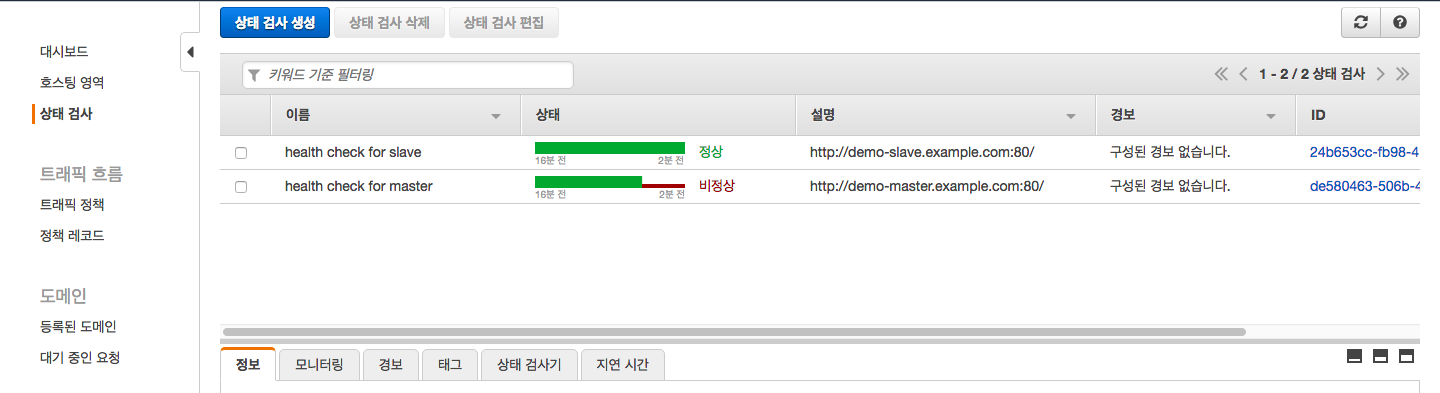 상태 검사 생성 상태 검사 삭제 상태 검사 편집
대시보드
호스팅 영역
상태 검사
트래픽 흐름
트래픽 정책
정책 레코드
도메인
등록된 도메인
대기 중인 요청
키워드 기준 필터링 1 - 2 / 2 상태 검사
이름 상태 설명 경보 ID
health check for slave 16분 전 2분 전 정상 http://demo-slave.example.com:80/ 구성된 경보 없습니다. 24b653cc-fb98-4
health check for master 16분 전 2분 전 비정상 http://demo-master.example.com:80/ 구성된 경보 없습니다. de580463-506b-4
정보 모니터링 경보 태그 상태 검사기 지연 시간